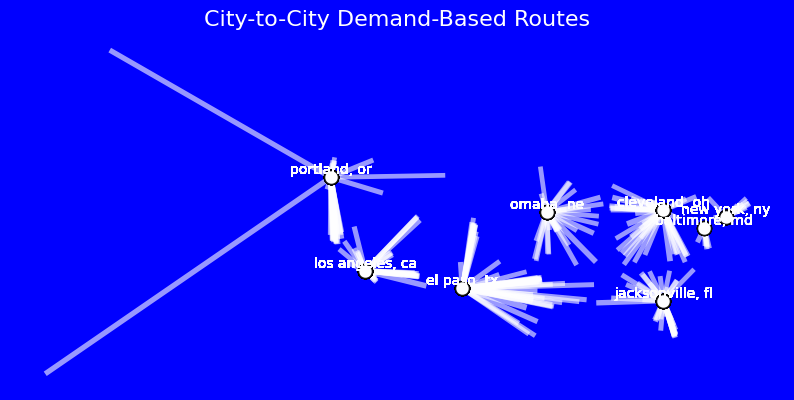 City-to-City Demand-Based Routes
portland, or
omaha, ne
cleveland, oh
new york, ny
baltimore, md
los angeles, ca
el paso, tx
jacksonville, fl